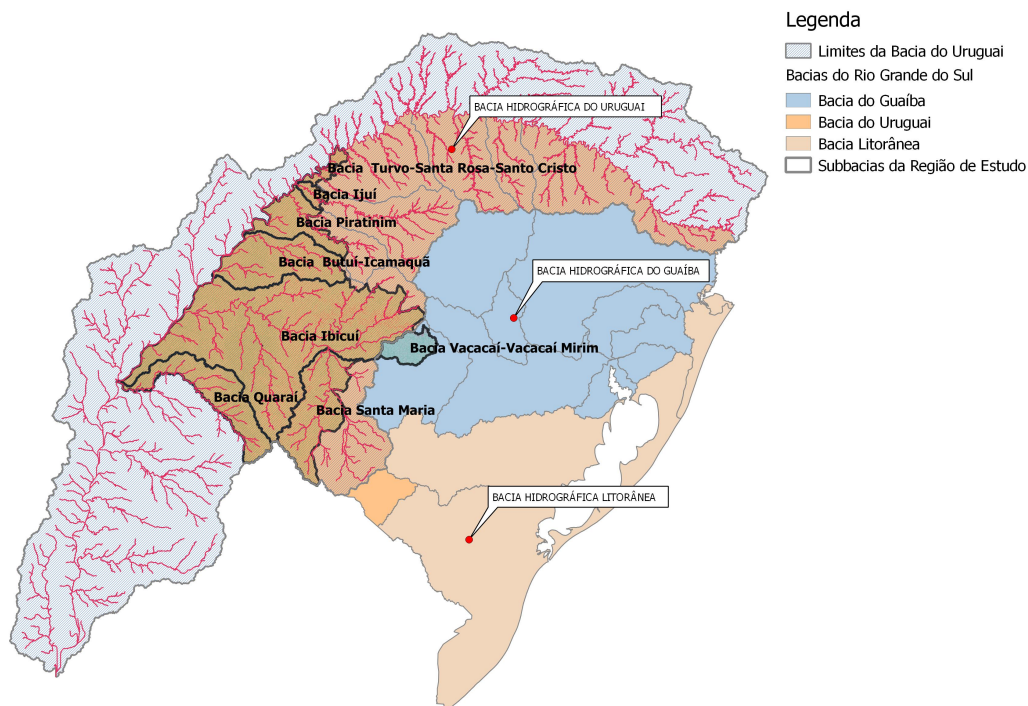 Legenda
Limites da Bacia do Uruguai
Bacias do Rio Grande do Sul
Bacia do Guaíba
Bacia do Uruguai
Bacia Litorânea
Subbacias da Região de Estudo
BACIA HIDROGRÁFICA DO URUGUAI
Bacia Turvo-Santa Rosa-Santo Cristo
Bacia Ijuí
Bacia Piratinim
Bacia Butuí-Icamaquã
BACIA HIDROGRÁFICA DO GUAÍBA
Bacia Ibicuí
Bacia Vacacaí-Vacacaí Mirim
Bacia Quaraí
Bacia Santa Maria
BACIA HIDROGRÁFICA LITORÂNEA